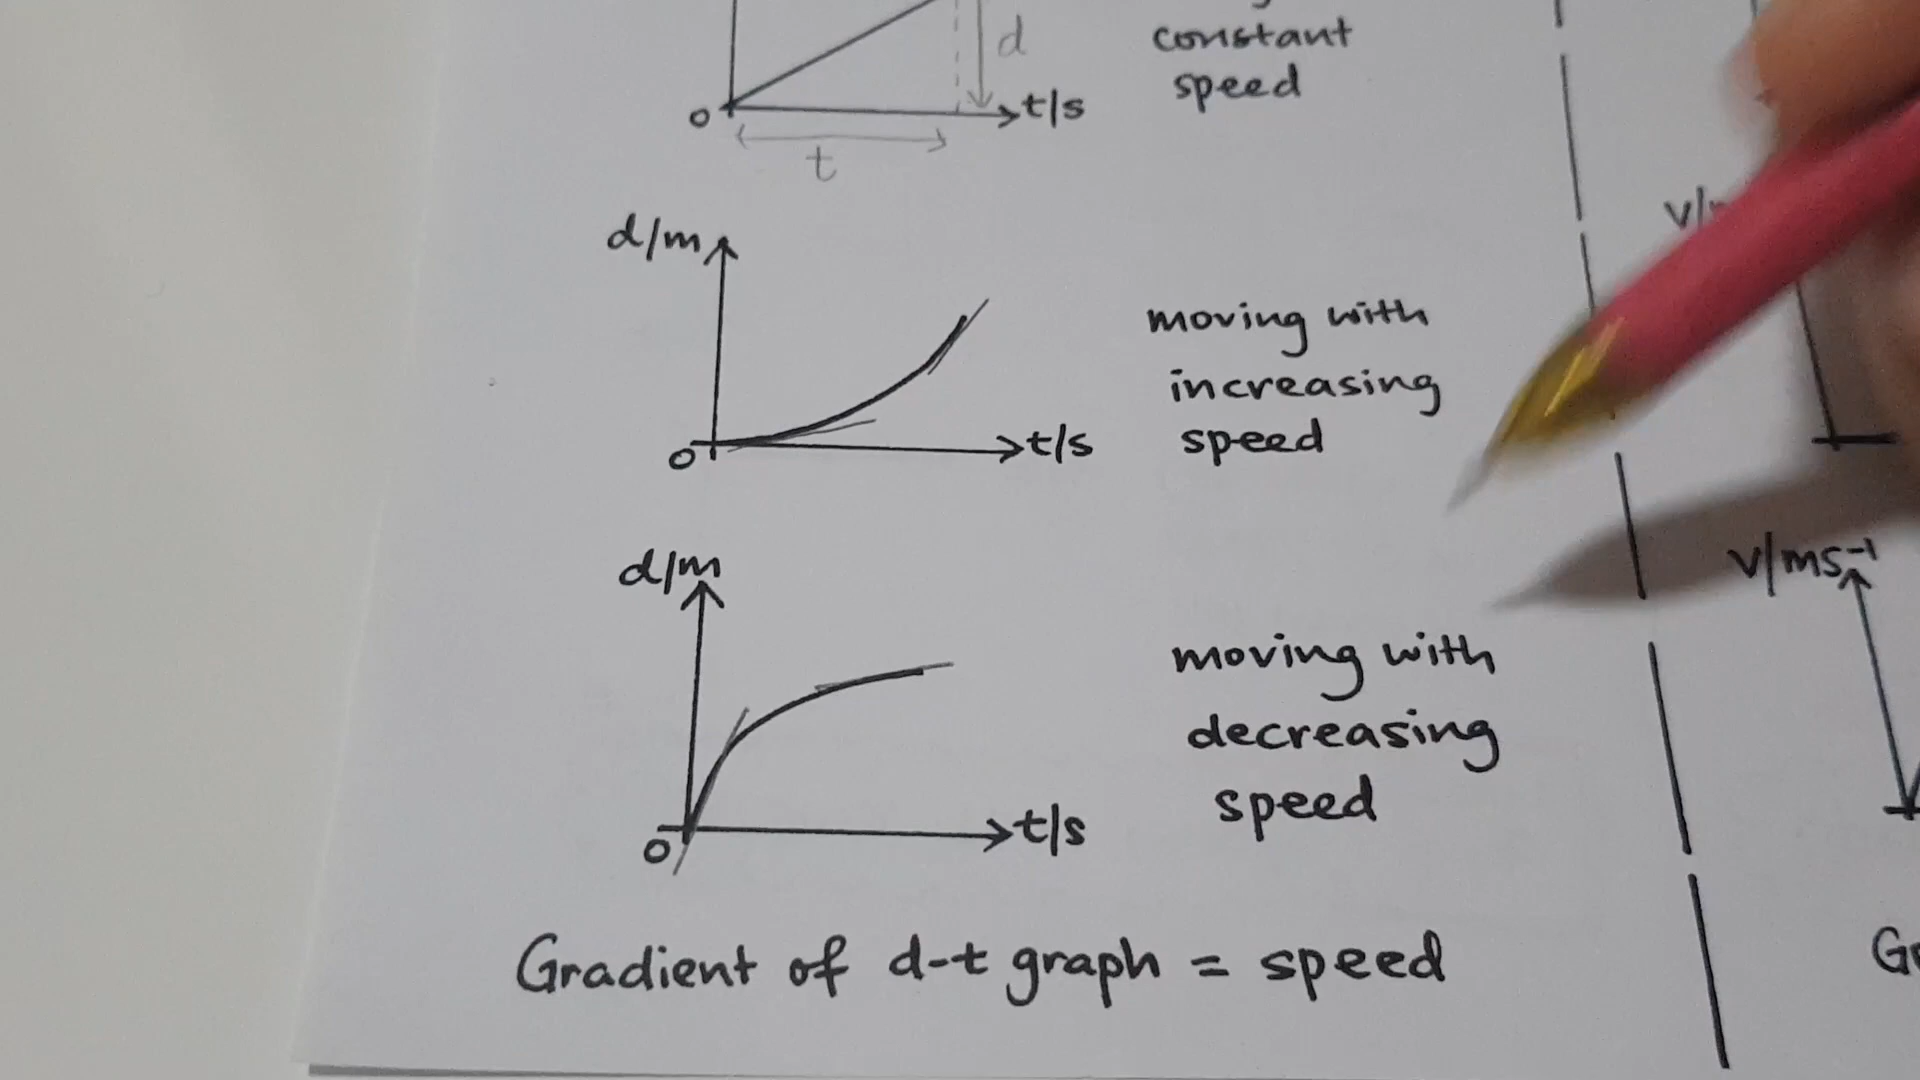 d
constant
speed
0
t/s
t
d/m
moving with
increasing
speed
0
t/s
d/m
moving with
decreasing
speed
0
t/s
Gradient of d-t graph = speed
v/ms⁻¹